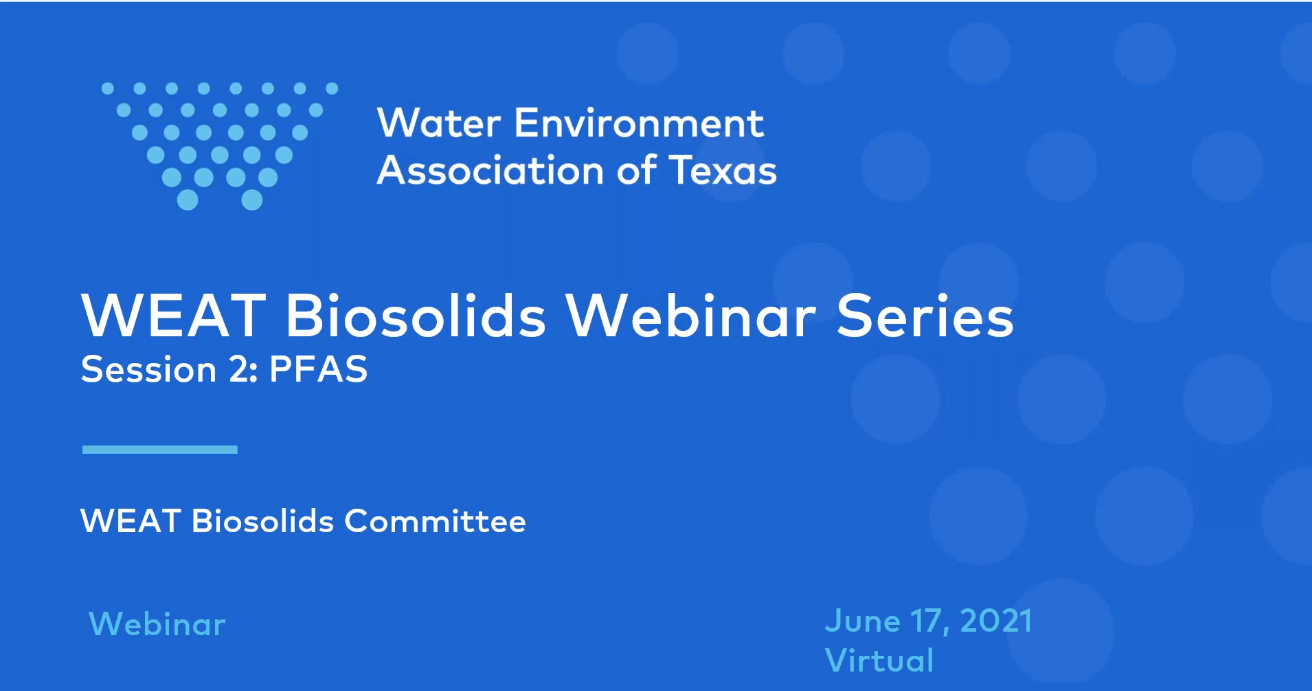 Water Environment
Association of Texas
WEAT Biosolids Webinar Series
Session 2: PFAS
WEAT Biosolids Committee
Webinar
June 17, 2021
Virtual